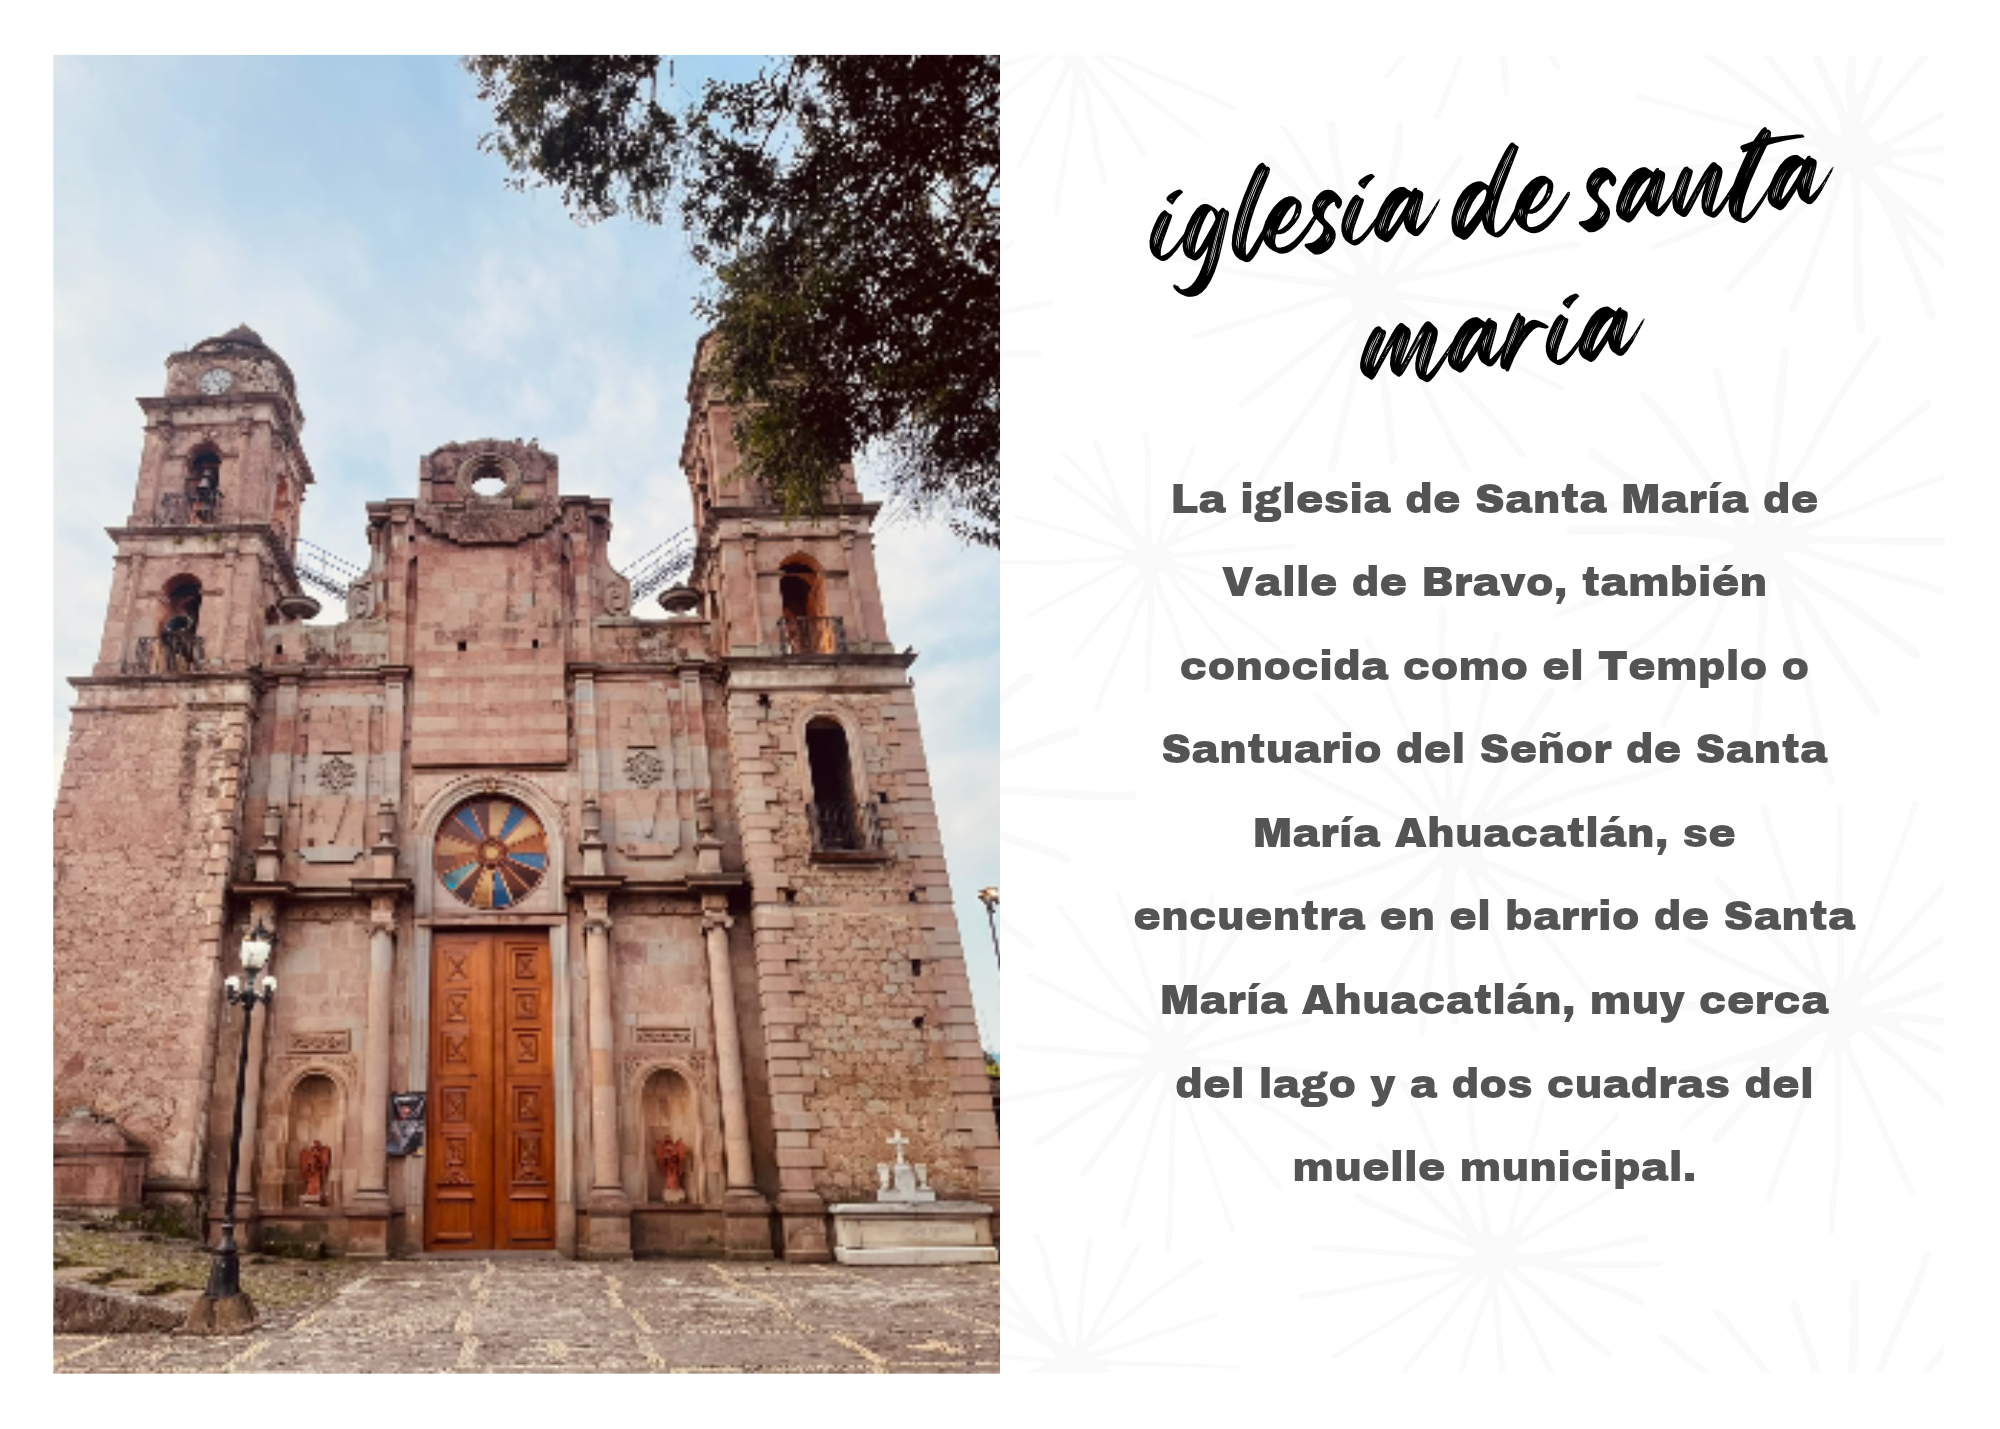 iglesia de santa
maria
La iglesia de Santa María de
Valle de Bravo, también
conocida como el Templo o
Santuario del Señor de Santa
María Ahuacatlán, se
encuentra en el barrio de Santa
María Ahuacatlán, muy cerca
del lago y a dos cuadras del
muelle municipal.